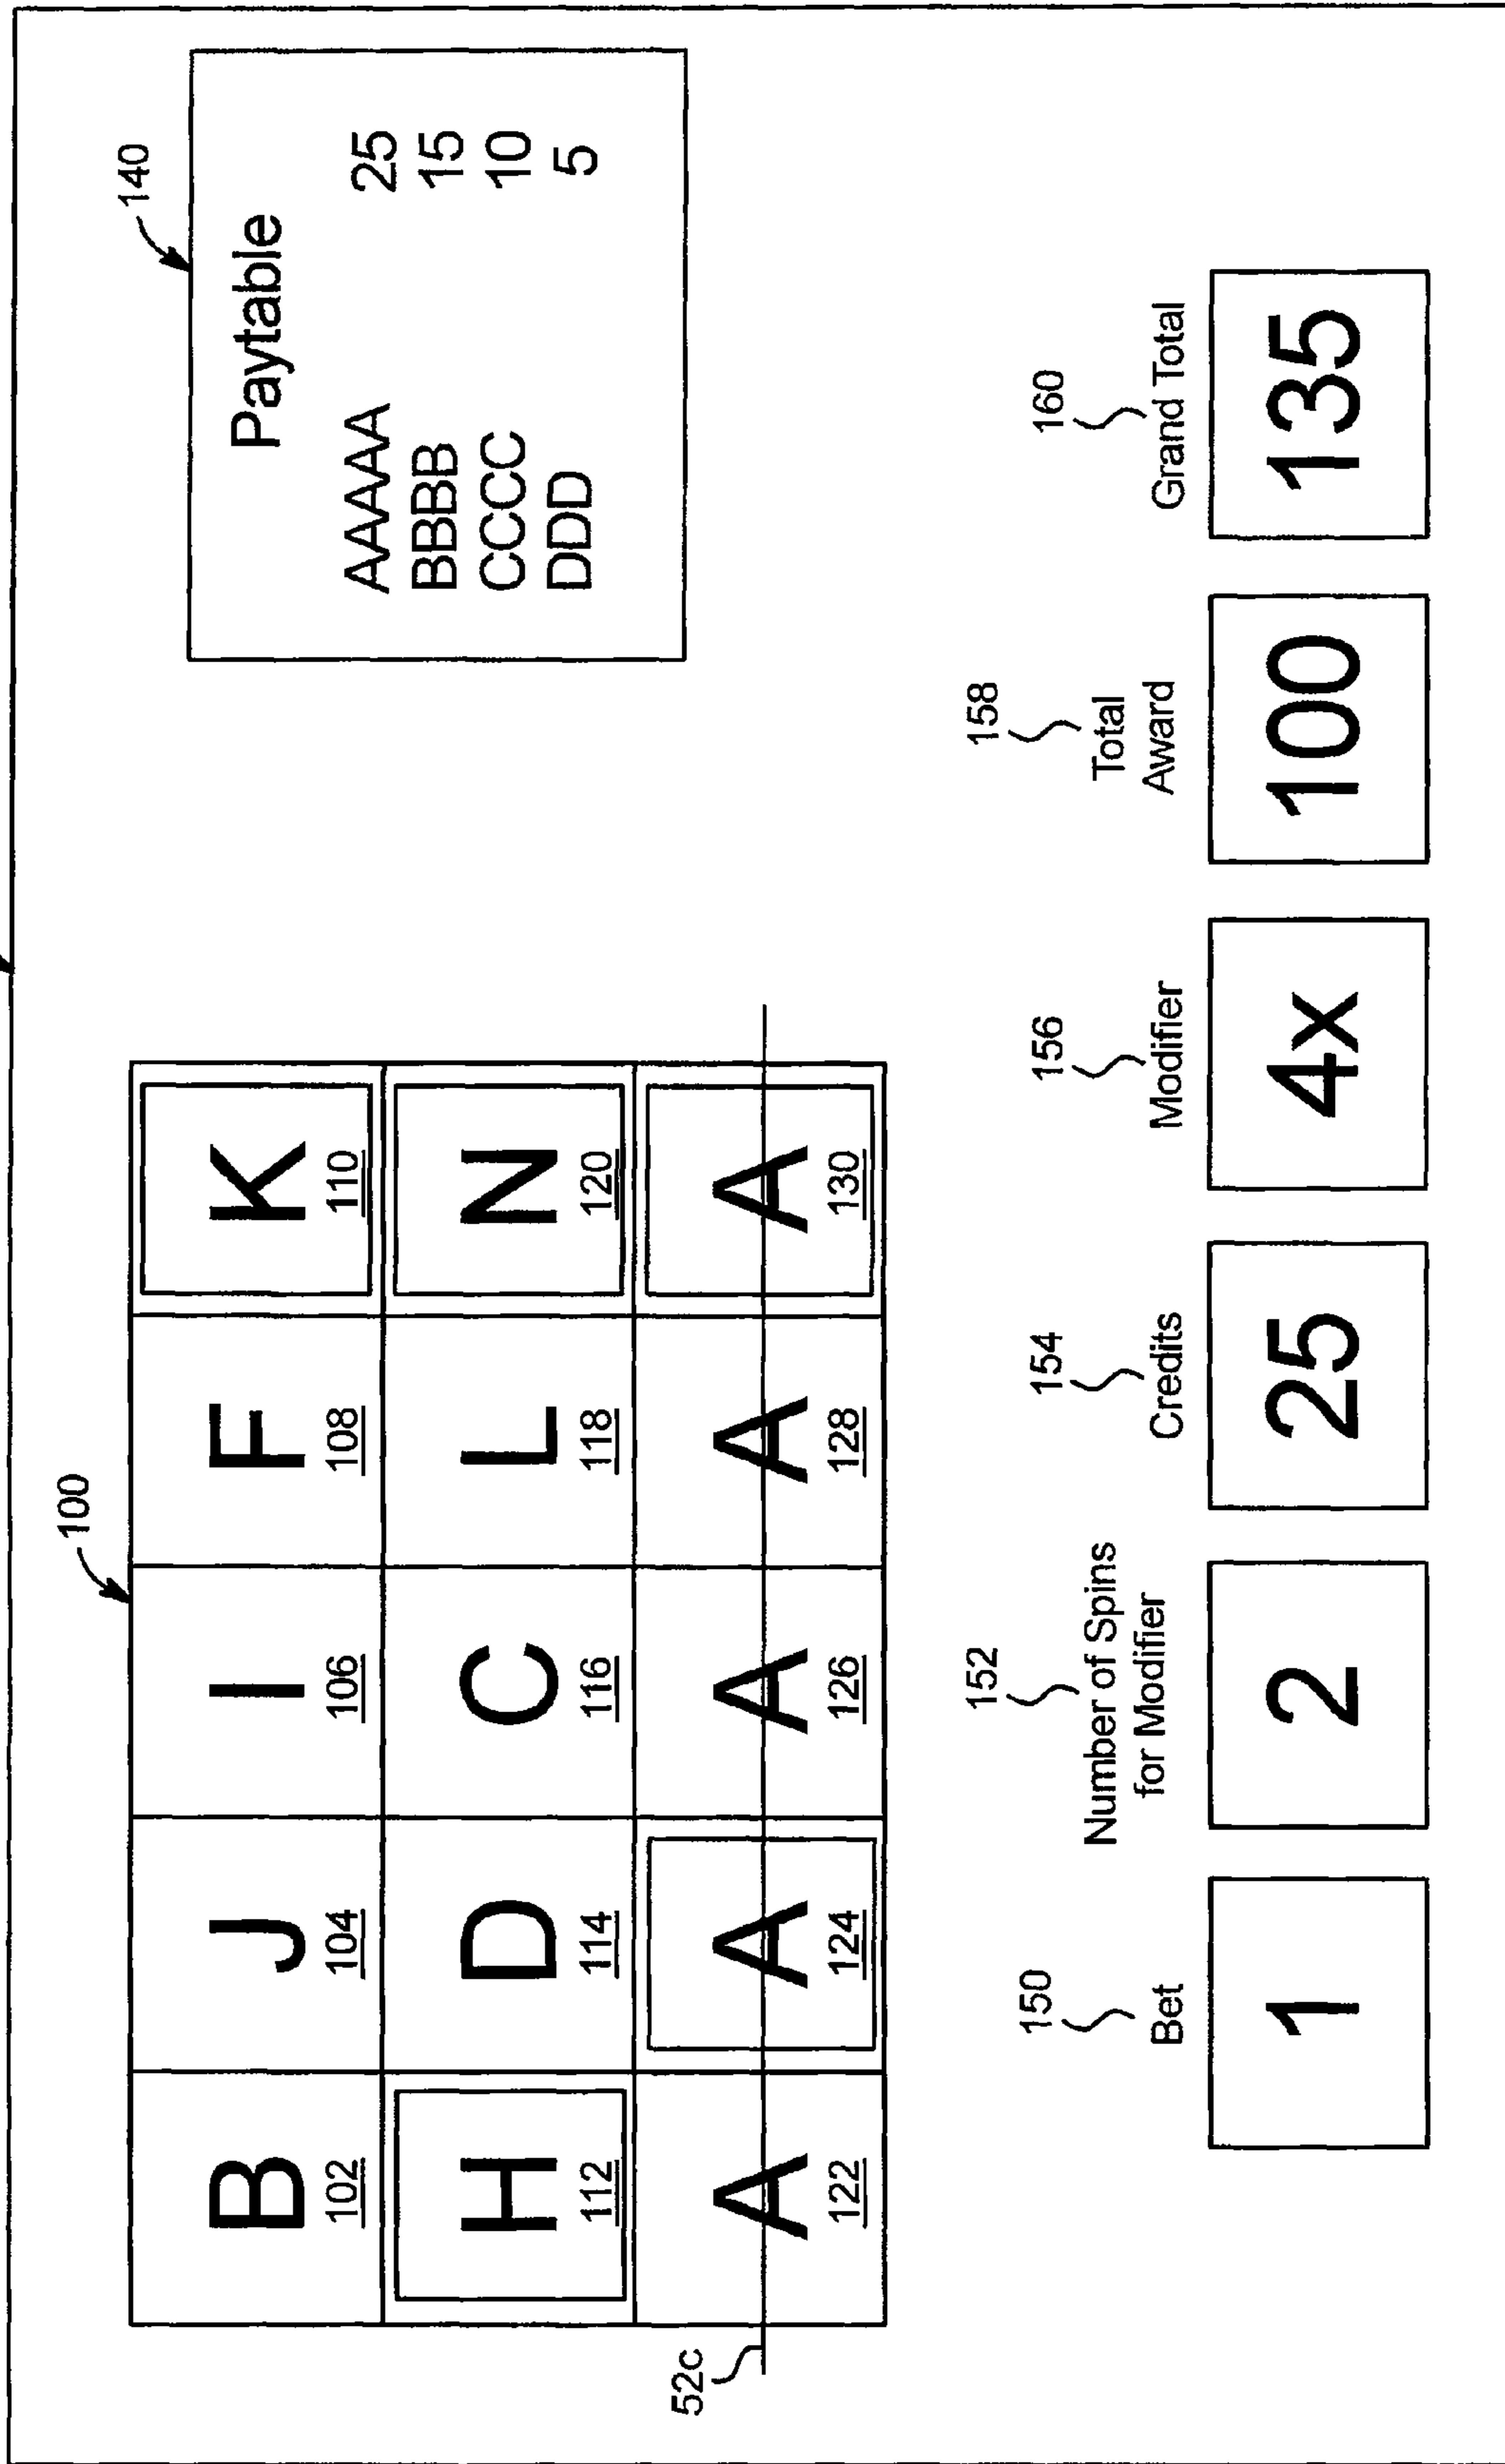 100
B J I F K
102 104 106 108 110
H D C L N
112 114 116 118 120
52c
A A A A A
122 124 126 128 130
140
Paytable
AAAAA 25
BBBB 15
CCCC 10
DDD 5
150
Bet
1
152
Number of Spins
for Modifier
2
154
Credits
25
156
Modifier
4x
158
Total
Award
100
160
Grand Total
135